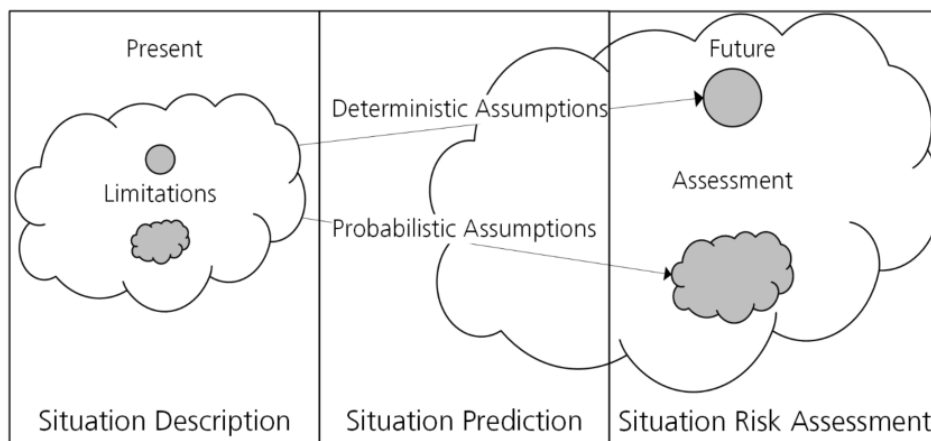 Present
Future
Deterministic Assumptions
Limitations
Assessment
Probabilistic Assumptions
Situation Description
Situation Prediction
Situation Risk Assessment